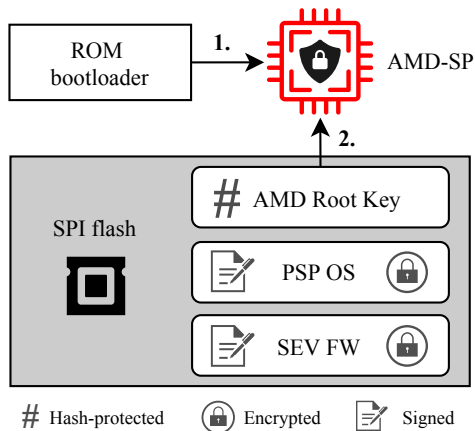 ROM
bootloader
1.
AMD-SP
2.
# AMD Root Key
SPI flash
PSP OS
SEV FW
# Hash-protected
Encrypted
Signed